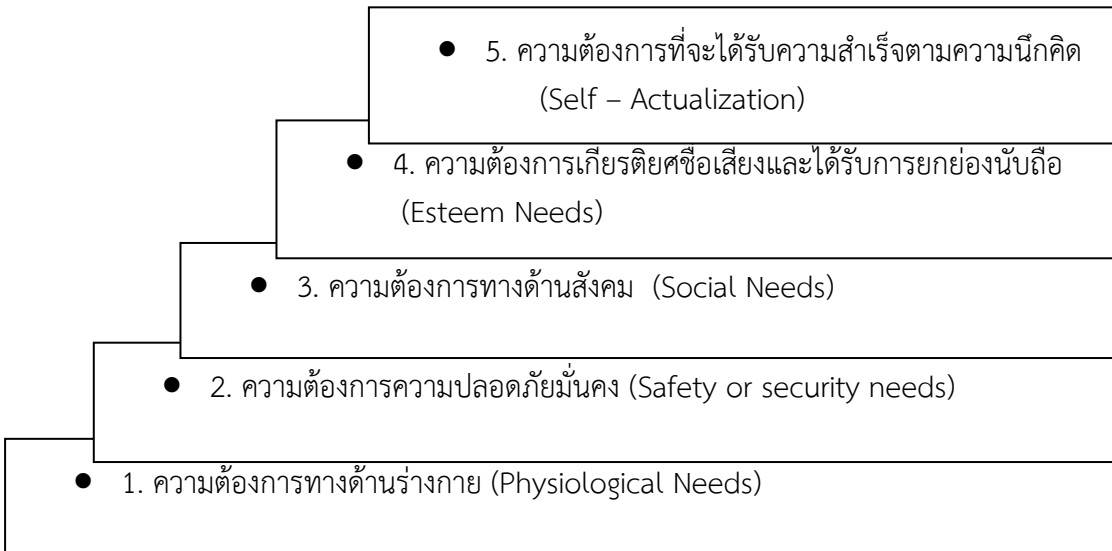 ● 5. ความต้องการที่จะได้รับความสำเร็จตามความนึกคิด
(Self – Actualization)
● 4. ความต้องการเกียรติยศชื่อเสียงและได้รับการยกย่องนับถือ
(Esteem Needs)
● 3. ความต้องการทางด้านสังคม (Social Needs)
● 2. ความต้องการความปลอดภัยมั่นคง (Safety or security needs)
● 1. ความต้องการทางด้านร่างกาย (Physiological Needs)